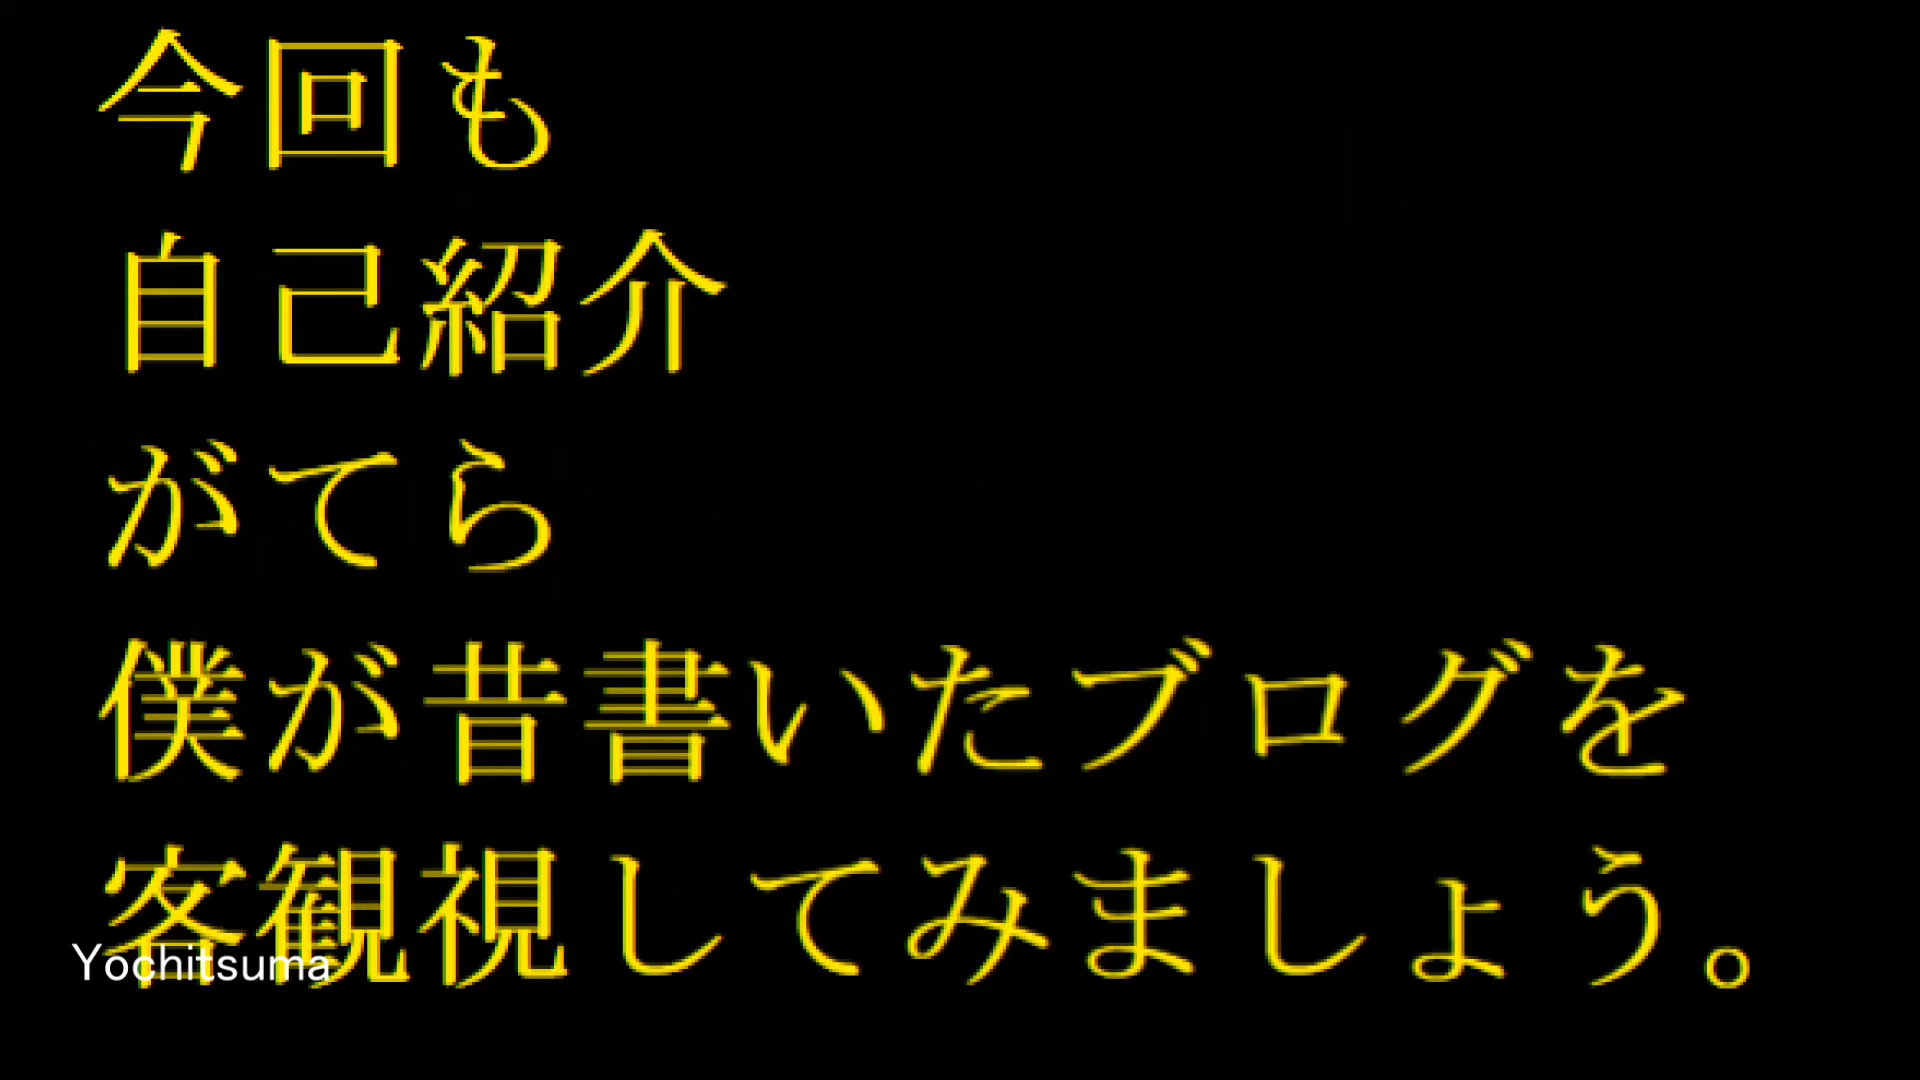 今回も
自己紹介
がてら
僕が昔書いたブログを
客観視してみましょう。
Yochitsuma